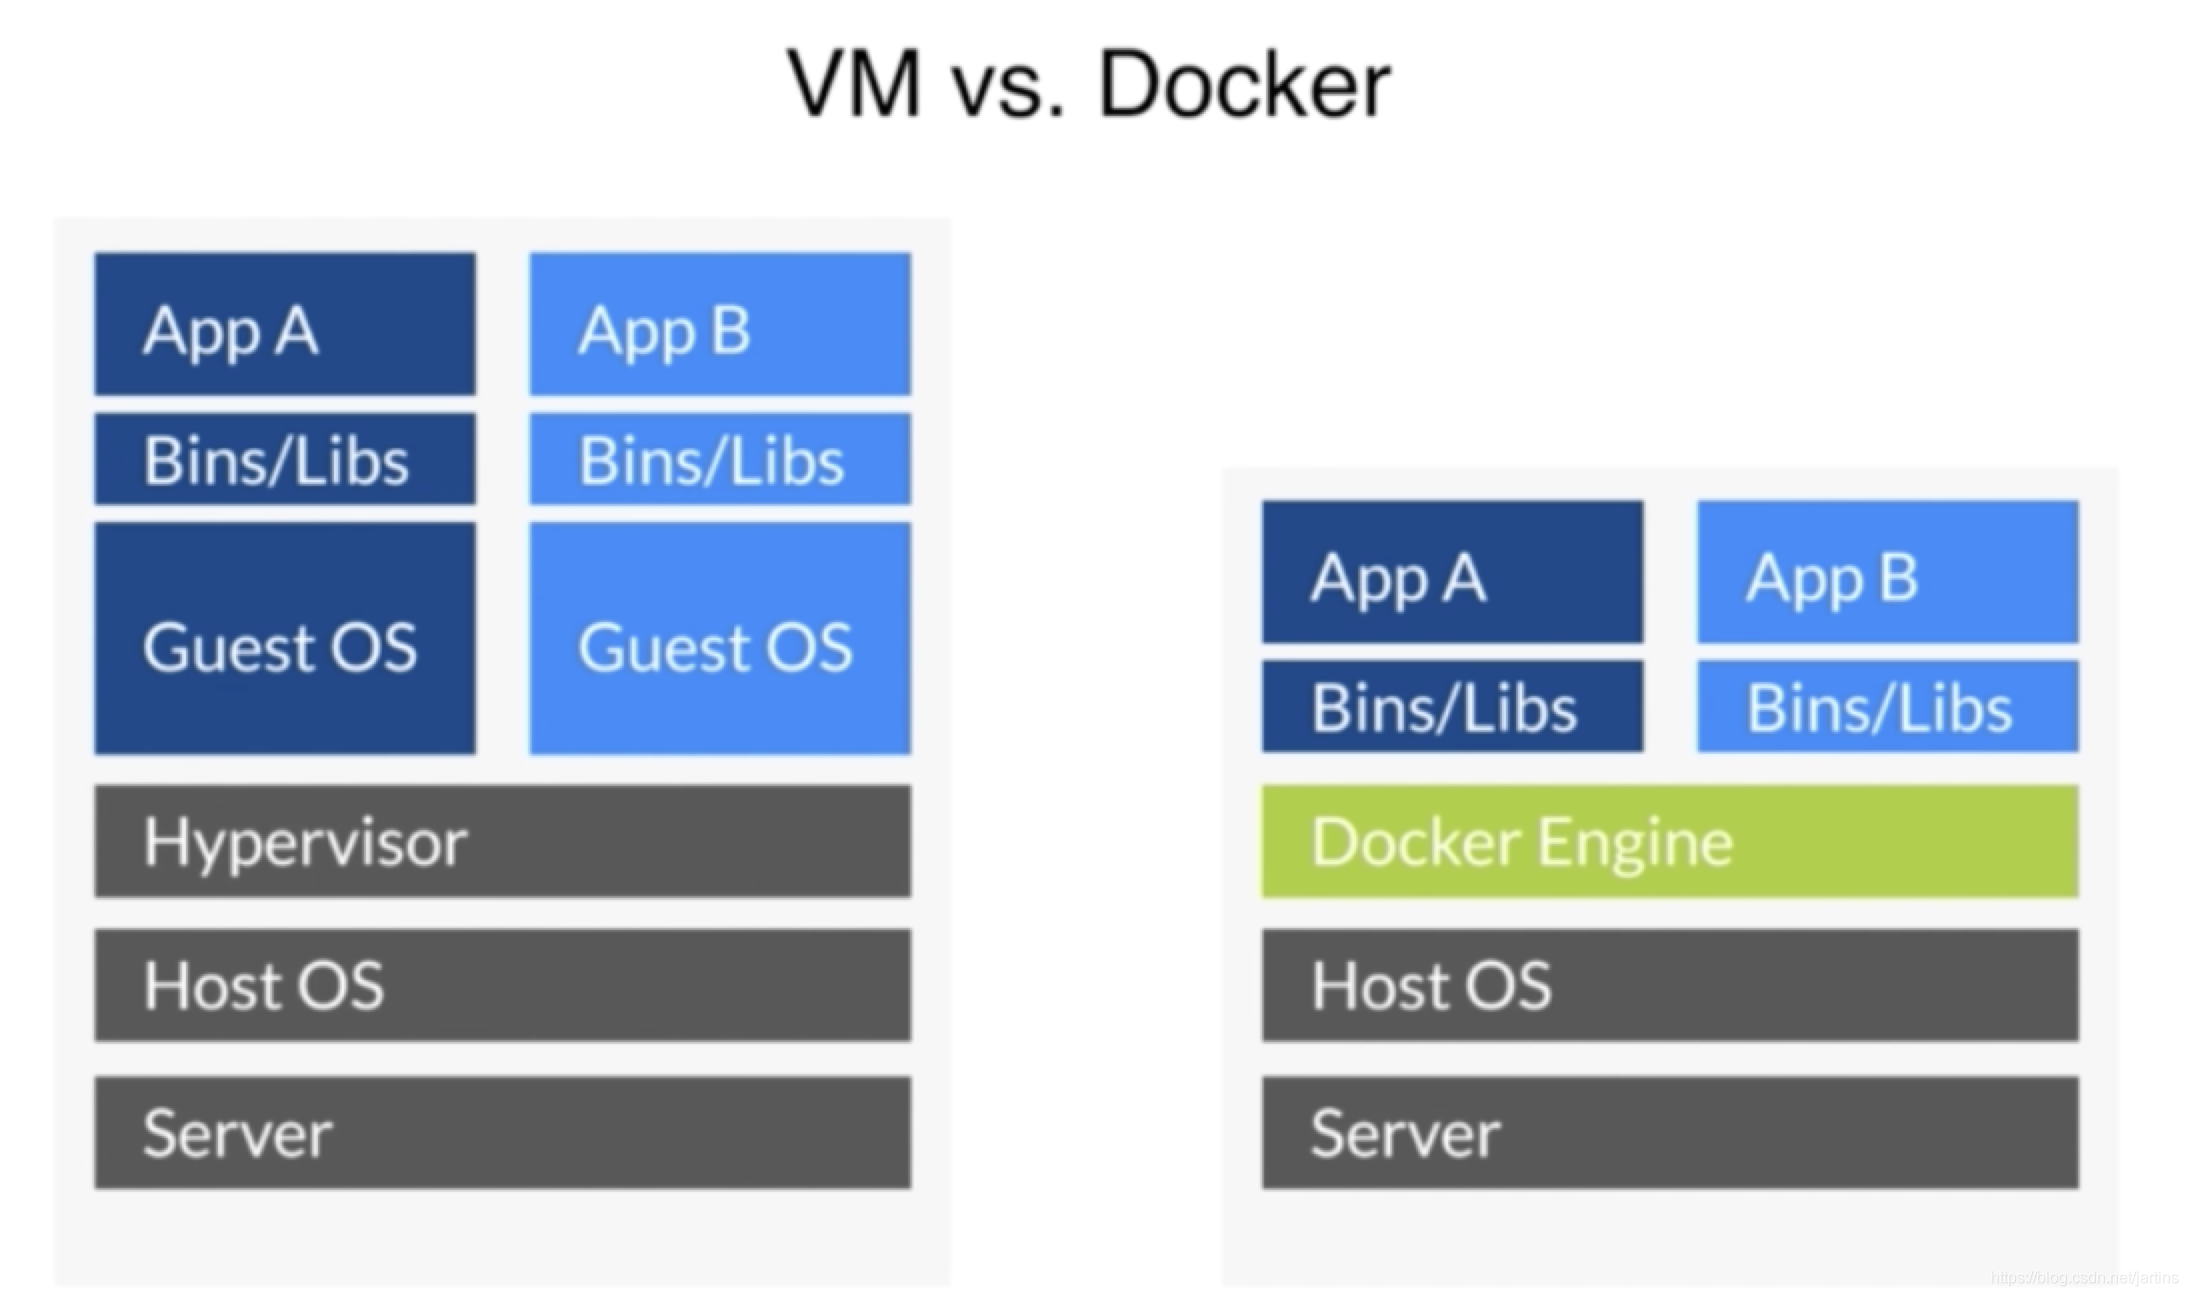 VM vs. Docker
App A
App B
Bins/Libs
Bins/Libs
Guest OS
Guest OS
Hypervisor
Host OS
Server
App A
App B
Bins/Libs
Bins/Libs
Docker Engine
Host OS
Server
https://blog.csdn.net/jartins